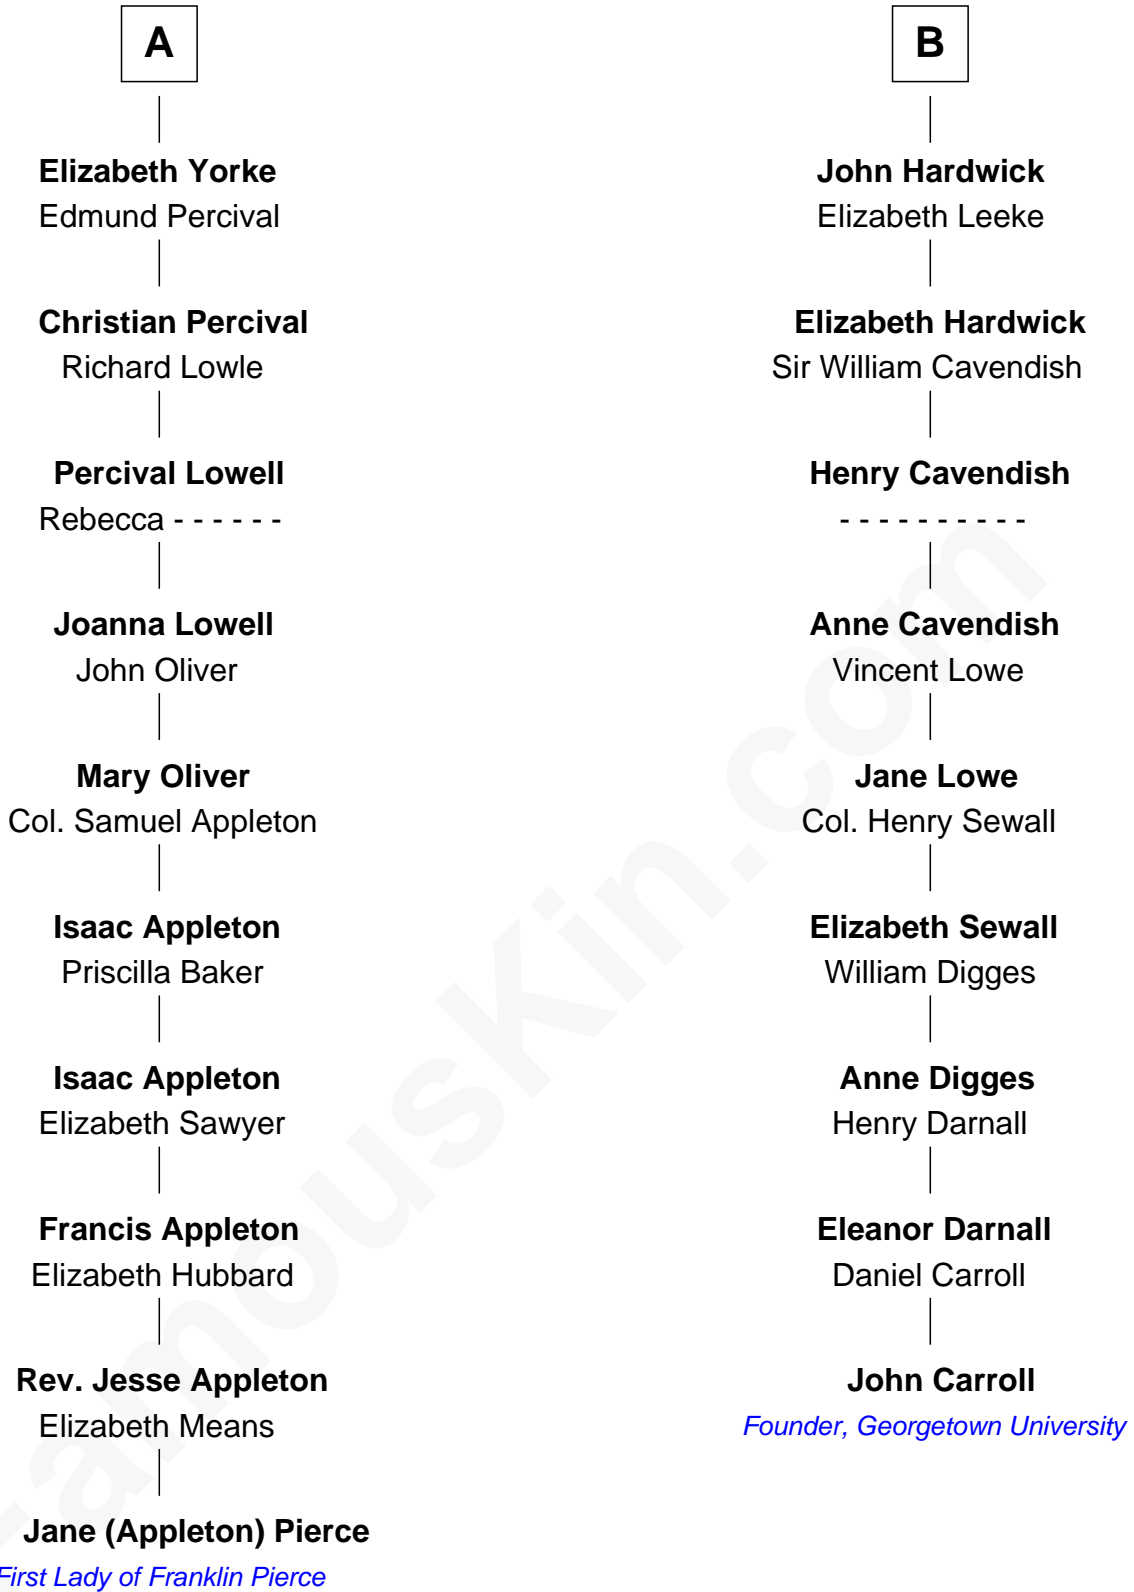 A
Elizabeth Yorke
Edmund Percival
Christian Percival
Richard Lowle
Percival Lowell
Rebecca - - - - - -
Joanna Lowell
John Oliver
Mary Oliver
Col. Samuel Appleton
Isaac Appleton
Priscilla Baker
Isaac Appleton
Elizabeth Sawyer
Francis Appleton
Elizabeth Hubbard
Rev. Jesse Appleton
Elizabeth Means
Jane (Appleton) Pierce
First Lady of Franklin Pierce
B
John Hardwick
Elizabeth Leeke
Elizabeth Hardwick
Sir William Cavendish
Henry Cavendish
- - - - - - - - - -
Anne Cavendish
Vincent Lowe
Jane Lowe
Col. Henry Sewall
Elizabeth Sewall
William Digges
Anne Digges
Henry Darnall
Eleanor Darnall
Daniel Carroll
John Carroll
Founder, Georgetown University
FamousKin.com